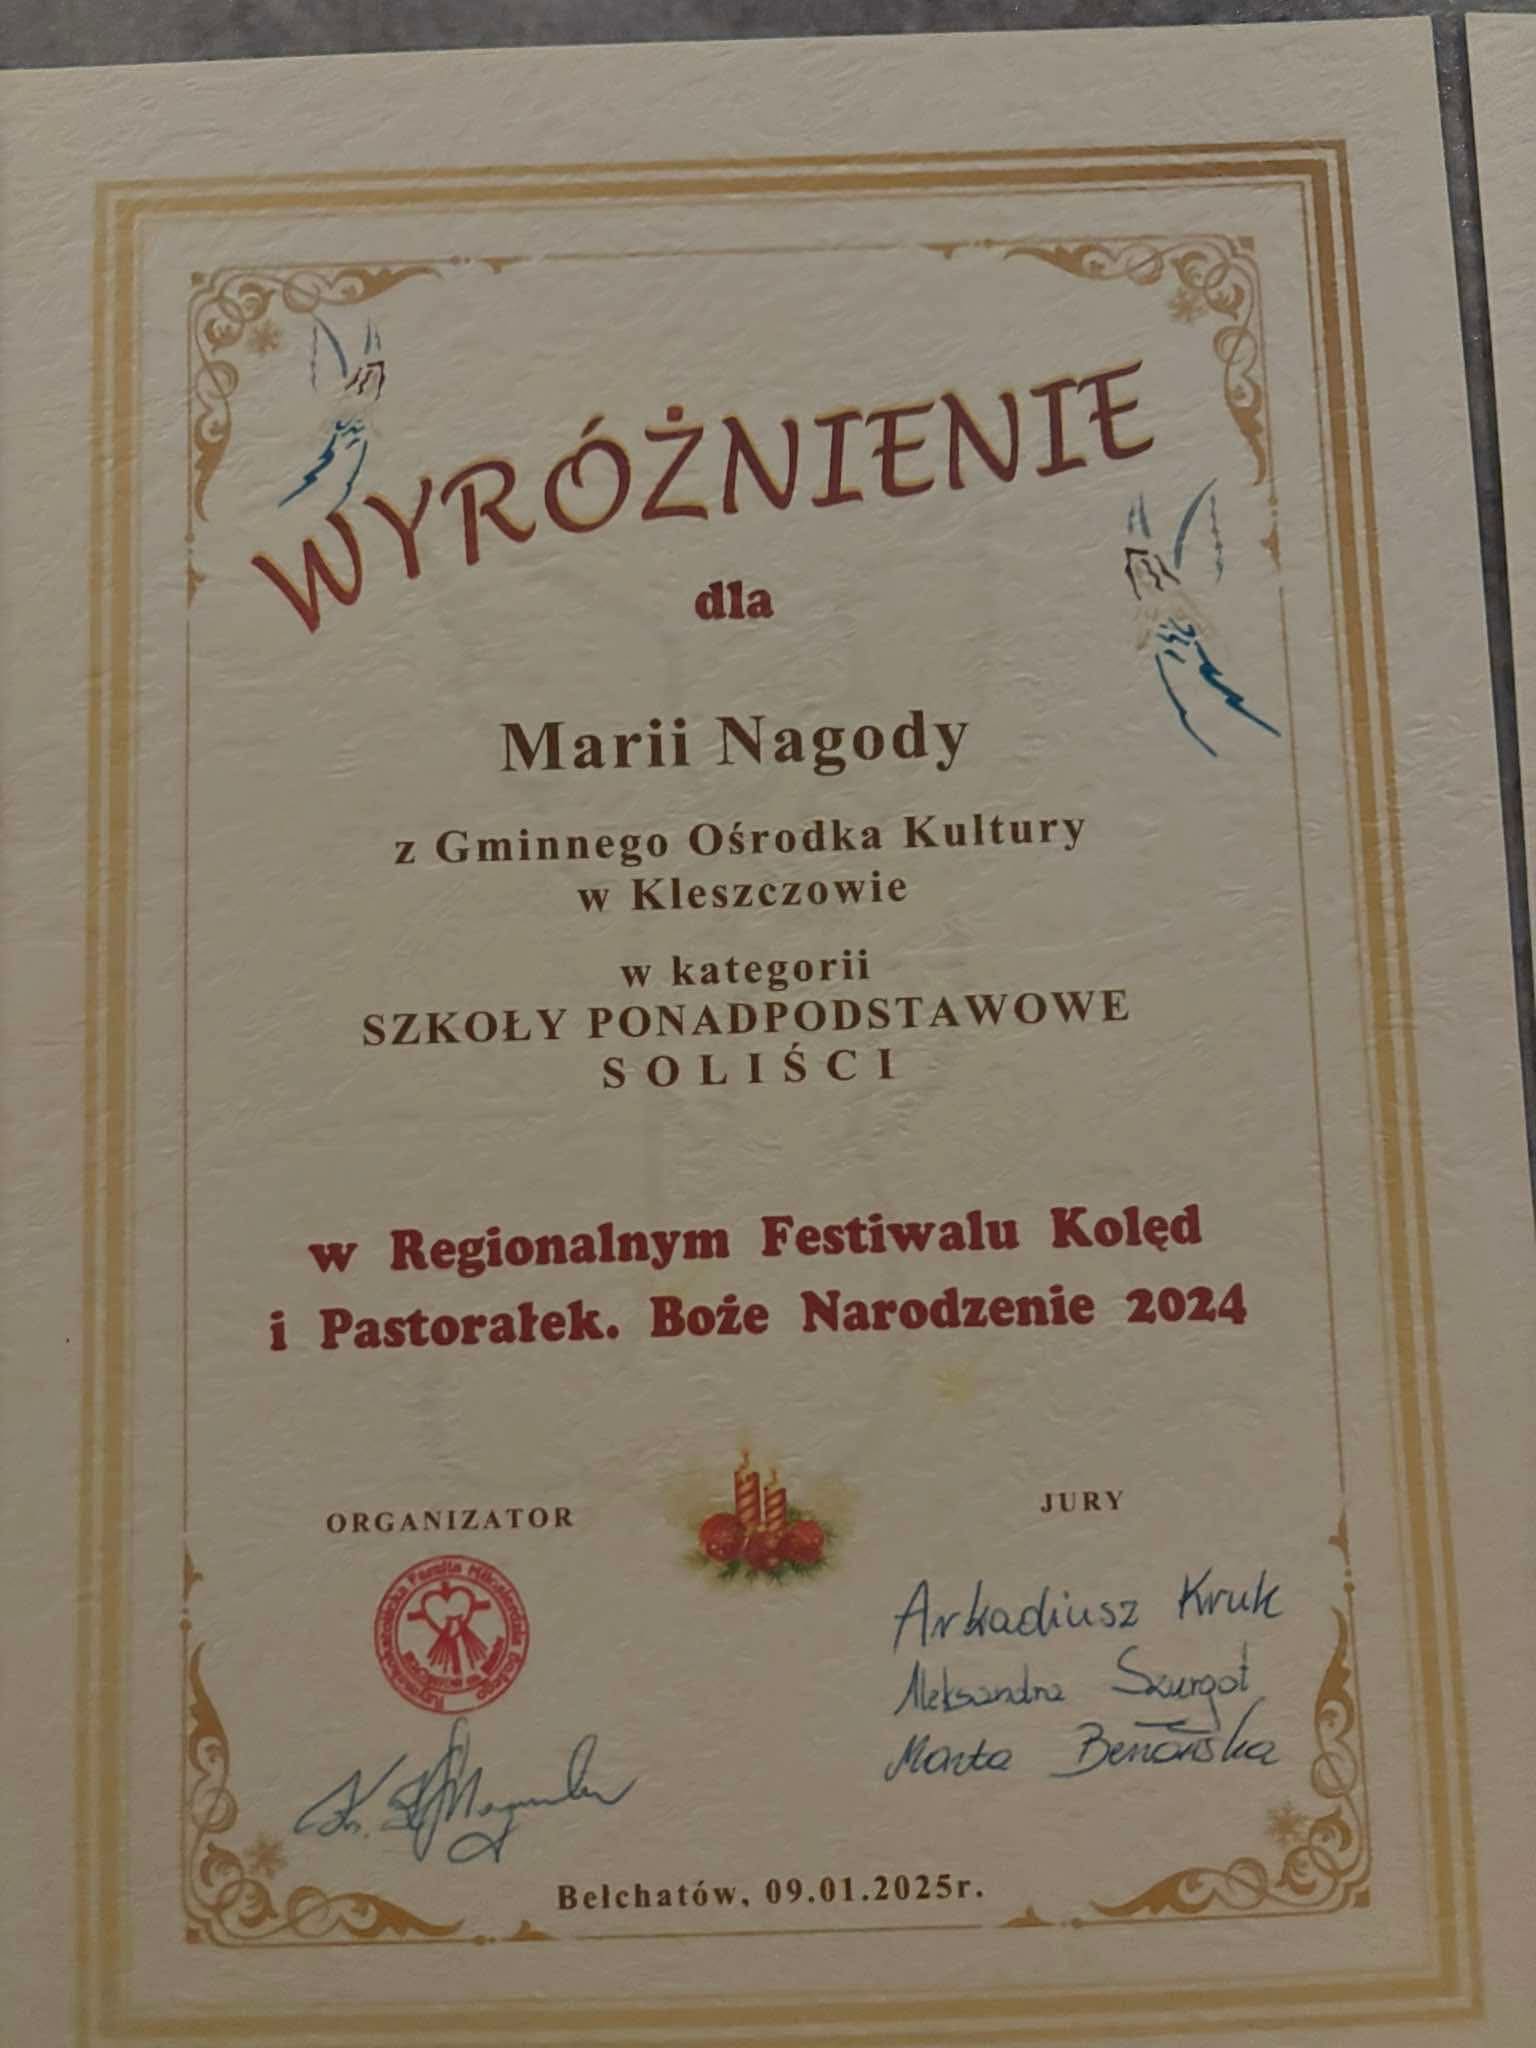 WYRÓŻNIENIE
dla
Marii Nagody
z Gminnego Ośrodka Kultury
w Kleszczowie
w kategorii
SZKOŁY PONADPODSTAWOWE
SOLIŚCI
w Regionalnym Festiwalu Kolęd
i Pastorałek. Boże Narodzenie 2024
ORGANIZATOR
JURY
Arkadiusz Kruk
Aleksandra Szurgot
Marta
Bełchatów, 09.01.2025r.